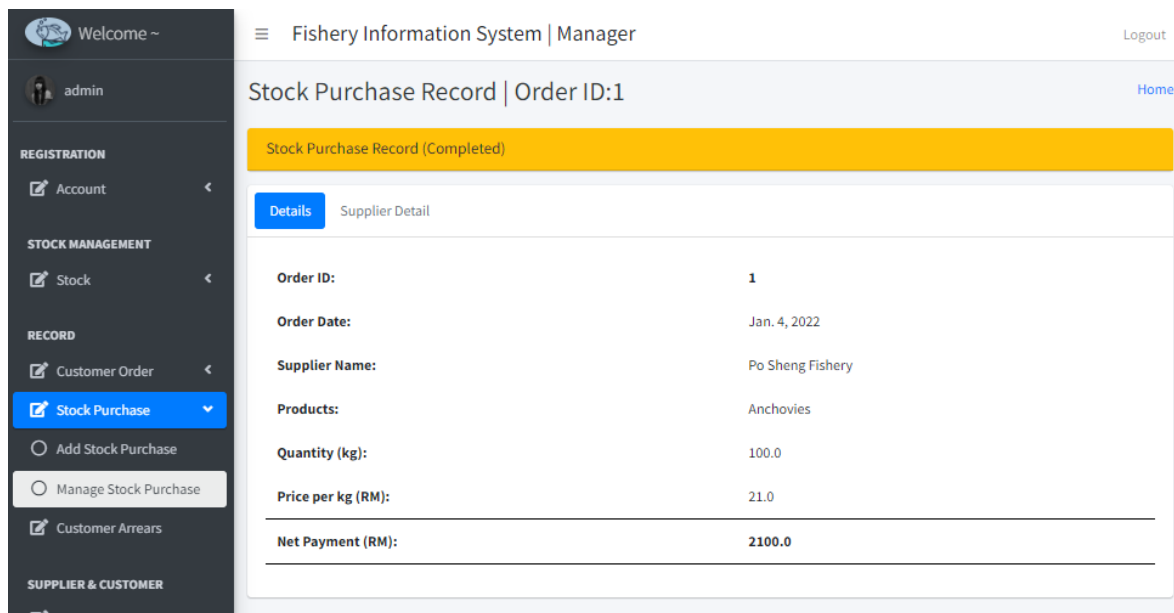 Welcome ~
Fishery Information System | Manager
Logout
admin
Stock Purchase Record | Order ID:1
Home
Stock Purchase Record (Completed)
REGISTRATION
Account
Details
Supplier Detail
STOCK MANAGEMENT
Stock
RECORD
Customer Order
Stock Purchase
Add Stock Purchase
Manage Stock Purchase
Customer Arrears
SUPPLIER & CUSTOMER
Order ID: 1
Order Date: Jan. 4, 2022
Supplier Name: Po Sheng Fishery
Products: Anchovies
Quantity (kg): 100.0
Price per kg (RM): 21.0
Net Payment (RM): 2100.0